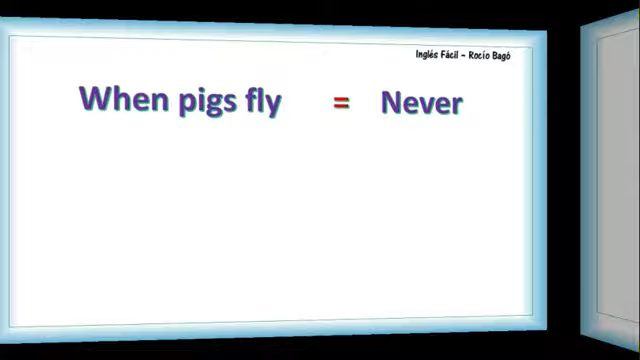 Inglés Fácil – Rocío Bagó
When pigs fly = Never